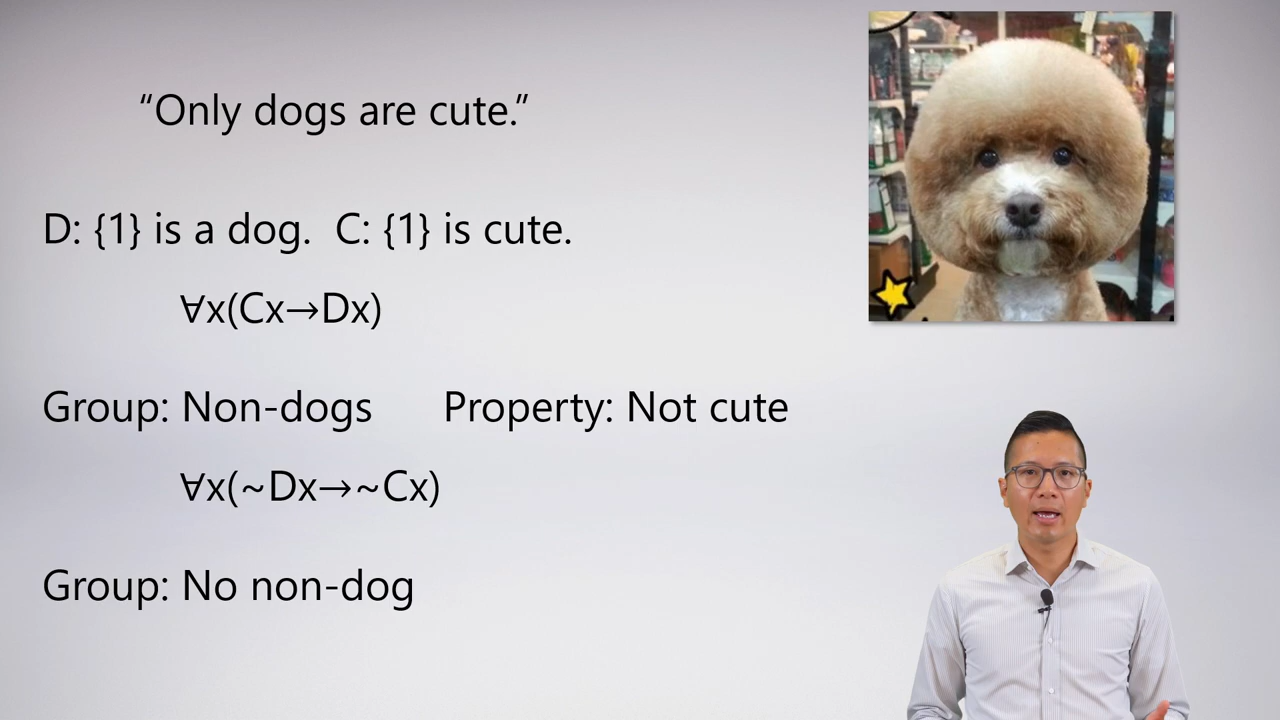 “Only dogs are cute.”
D: {1} is a dog. C: {1} is cute.
∀x(Cx→Dx)
Group: Non-dogs Property: Not cute
∀x(~Dx→~Cx)
Group: No non-dog